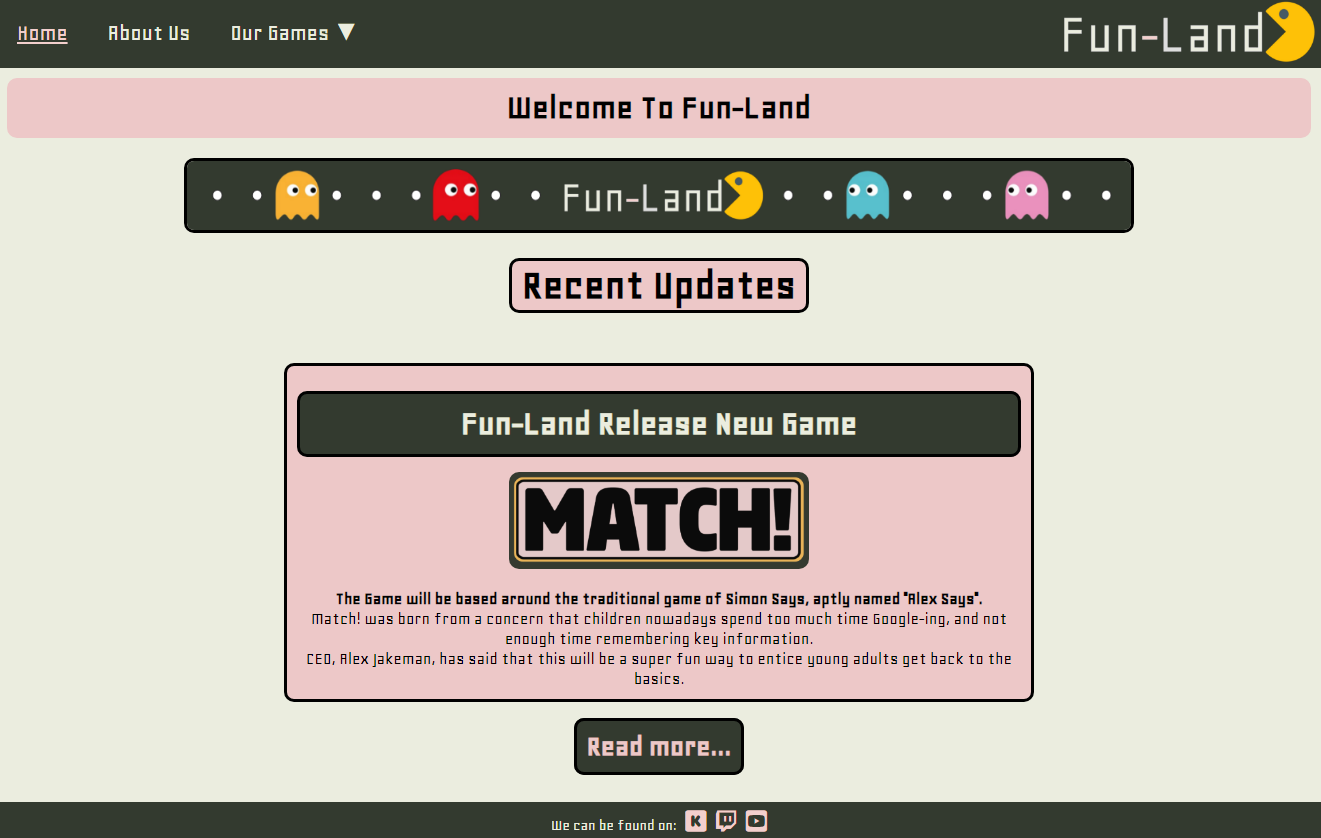 Home About Us Our Games ▼ Fun-Land
Welcome To Fun-Land
Fun-Land
Recent Updates
Fun-Land Release New Game
MATCH!
The Game will be based around the traditional game of Simon Says, aptly named "Alex Says".
Match! was born from a concern that children nowadays spend too much time Google-ing, and not
enough time remembering key information.
CEO, Alex Jakeman, has said that this will be a super fun way to entice young adults get back to the
basics.
Read more...
We can be found on: K